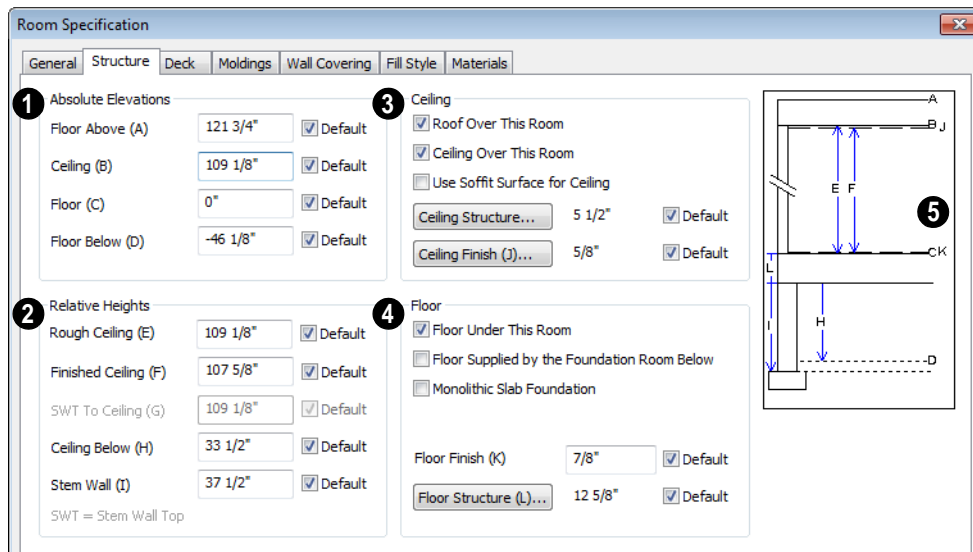 Room Specification
General Structure Deck Moldings Wall Covering Fill Style Materials
1 Absolute Elevations
Floor Above (A) 121 3/4" Default
Ceiling (B) 109 1/8" Default
Floor (C) 0" Default
Floor Below (D) -46 1/8" Default
2 Relative Heights
Rough Ceiling (E) 109 1/8" Default
Finished Ceiling (F) 107 5/8" Default
SWT To Ceiling (G) 109 1/8" Default
Ceiling Below (H) 33 1/2" Default
Stem Wall (I) 37 1/2" Default
SWT = Stem Wall Top
3 Ceiling
Roof Over This Room
Ceiling Over This Room
Use Soffit Surface for Ceiling
Ceiling Structure... 5 1/2" Default
Ceiling Finish (J)... 5/8" Default
4 Floor
Floor Under This Room
Floor Supplied by the Foundation Room Below
Monolithic Slab Foundation
Floor Finish (K) 7/8" Default
Floor Structure (L)... 12 5/8" Default
A
B J
E F
5
C K
L
I
H
D